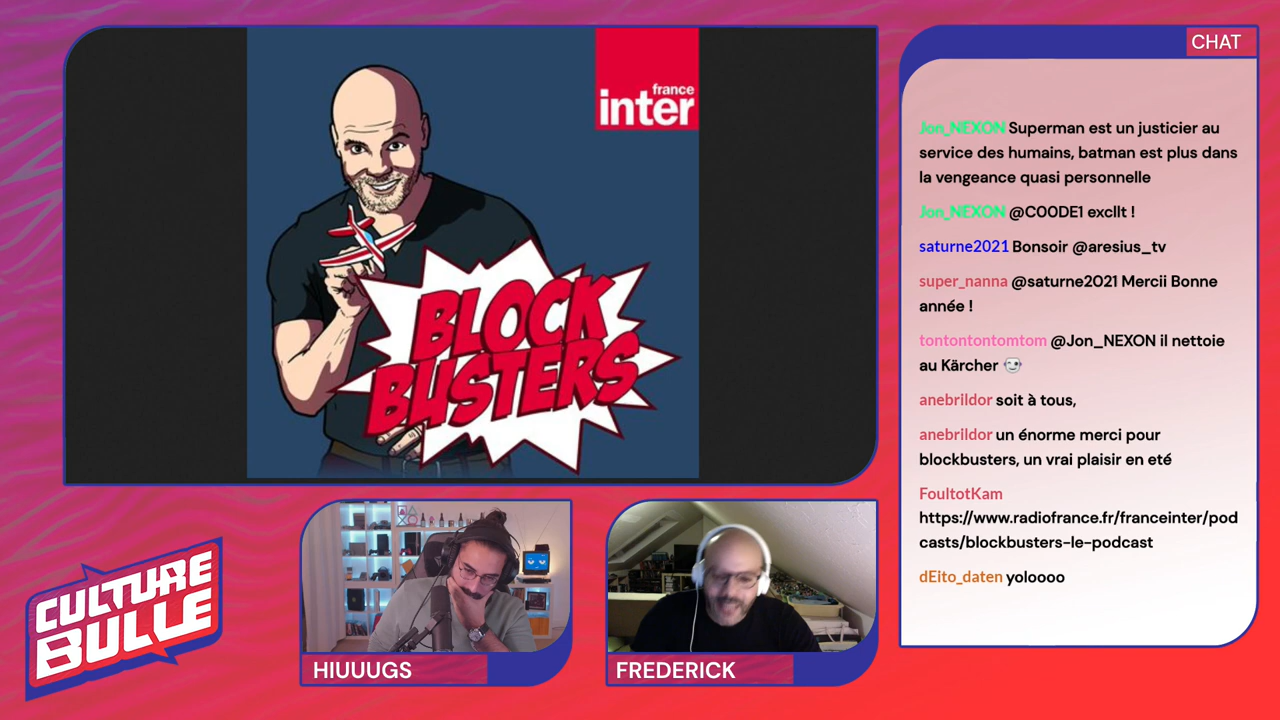 france
inter
BLOCK
BUSTERS
CULTURE
BULLE
HIUUUGS
FREDERICK
CHAT
Jon_NEXON Superman est un justicier au
service des humains, batman est plus dans
la vengeance quasi personnelle
Jon_NEXON @C00DE1 excllt !
saturne2021 Bonsoir @aresius_tv
super_nanna @saturne2021 Mercii Bonne
année !
tontontontomtom @Jon_NEXON il nettoie
au Kärcher
anebrildor soit à tous,
anebrildor un énorme merci pour
blockbusters, un vrai plaisir en eté
FoultotKam
https://www.radiofrance.fr/franceinter/pod
casts/blockbusters-le-podcast
dEito_daten yoloooo